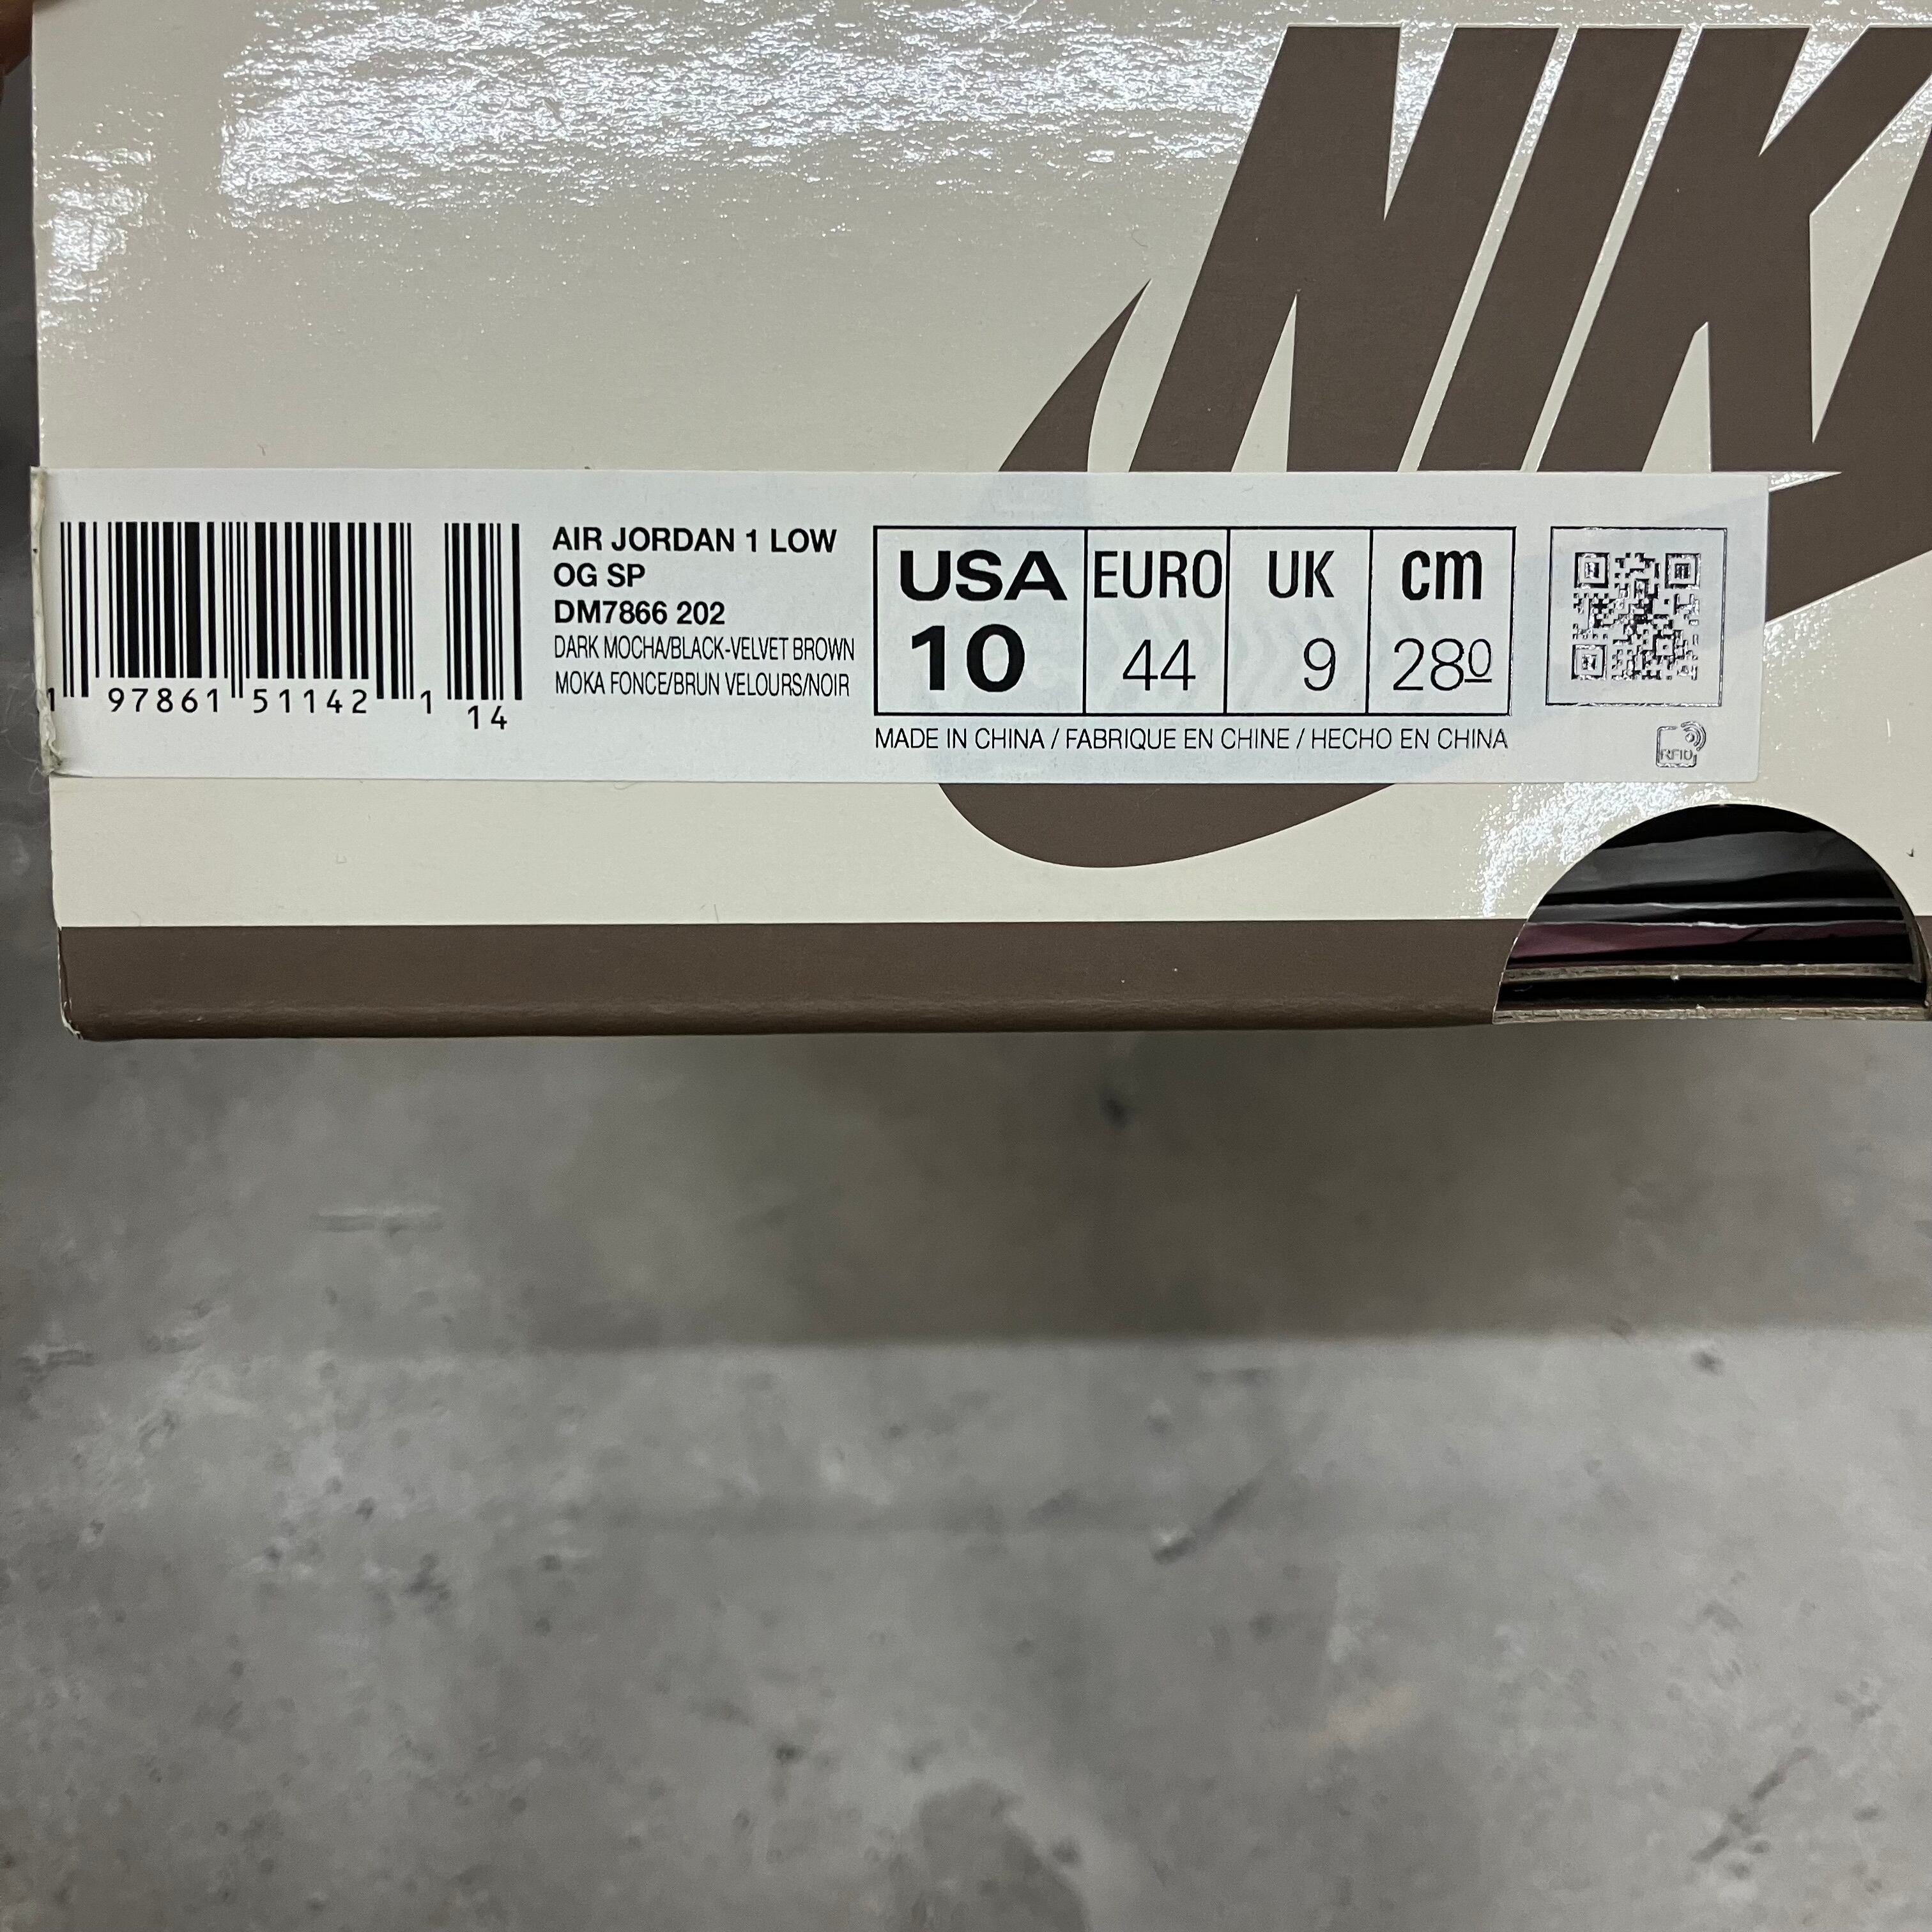 NIK
AIR JORDAN 1 LOW
OG SP
DM7866 202
DARK MOCHA/BLACK-VELVET BROWN
MOKA FONCE/BRUN VELOURS/NOIR
1 97861 51142 1 14
USA EURO UK cm
10 44 9 280
MADE IN CHINA / FABRIQUE EN CHINE / HECHO EN CHINA
RFID